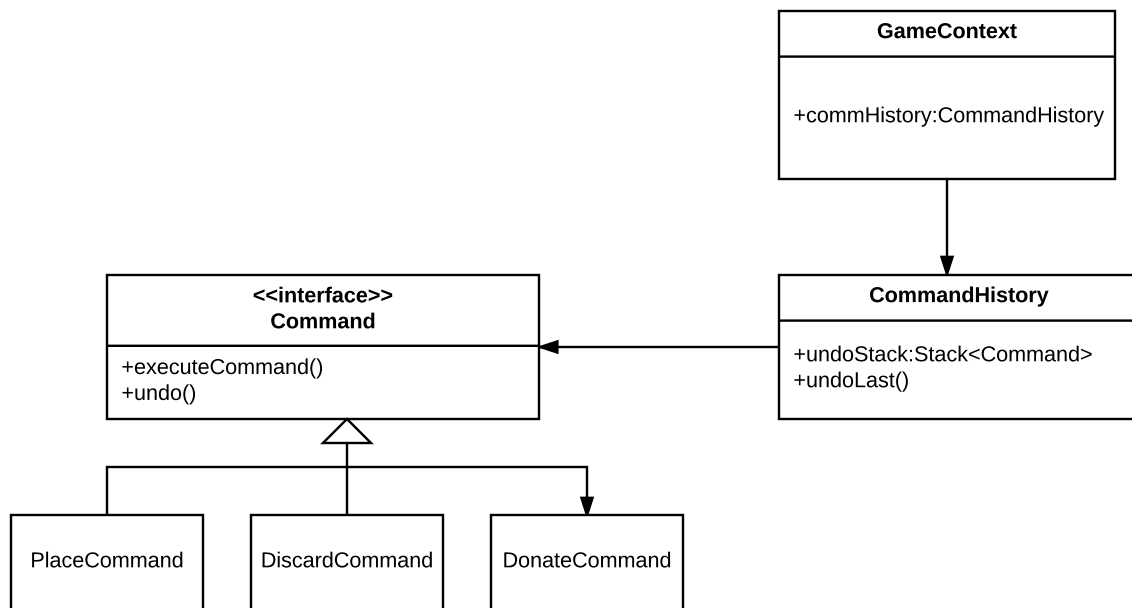 GameContext
+commHistory:CommandHistory
<<interface>>
Command
+executeCommand()
+undo()
CommandHistory
+undoStack:Stack<Command>
+undoLast()
PlaceCommand
DiscardCommand
DonateCommand